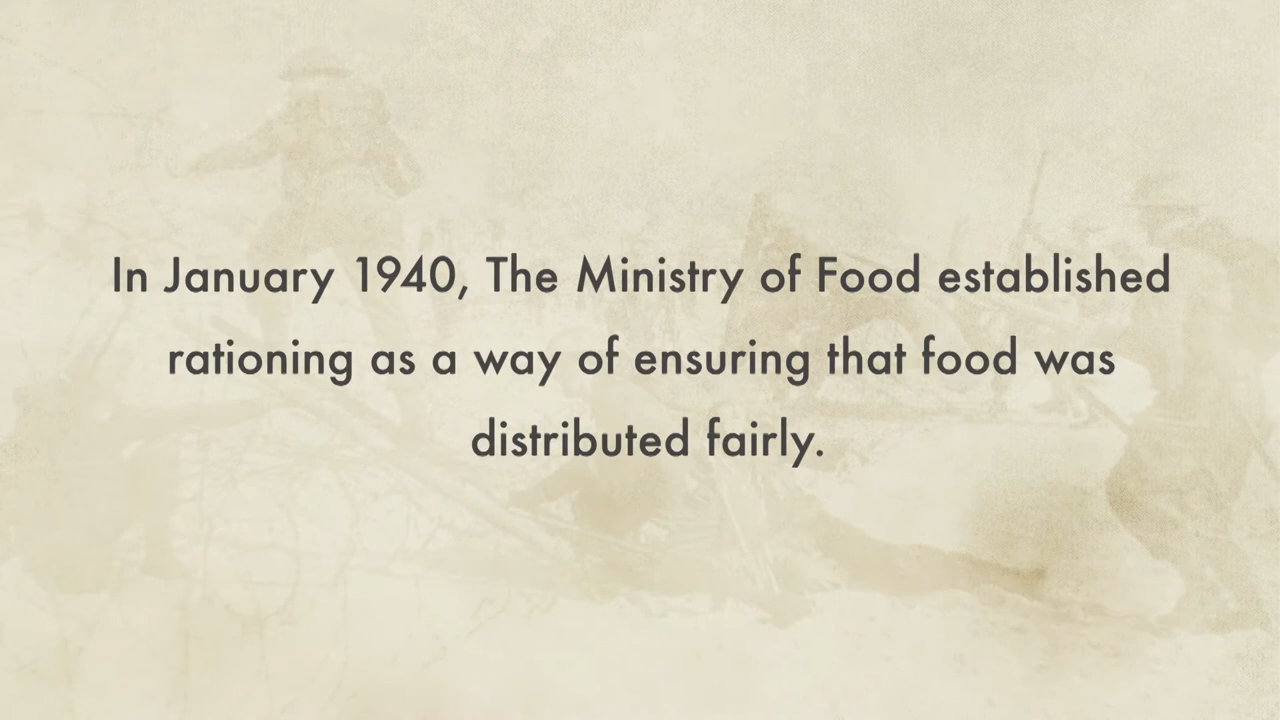 In January 1940, The Ministry of Food established
rationing as a way of ensuring that food was
distributed fairly.